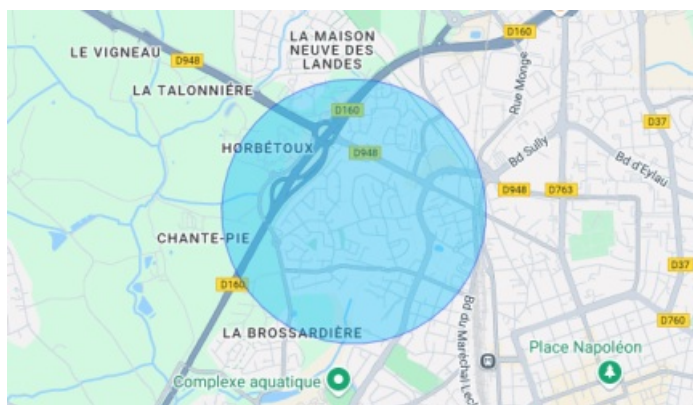 LA MAISON
NEUVE DES
LANDES
D160
LE VIGNEAU
D948
LA TALONNIÈRE
D160
Rue Monge
D37
HORBÉTOUX
D948
Bd Sully
Bd d'Eylau
D948
D763
CHANTE-PIE
D160
D37
LA BROSSARDIÈRE
Bd du Maréchal Lecl
D760
Place Napoléon
Complexe aquatique